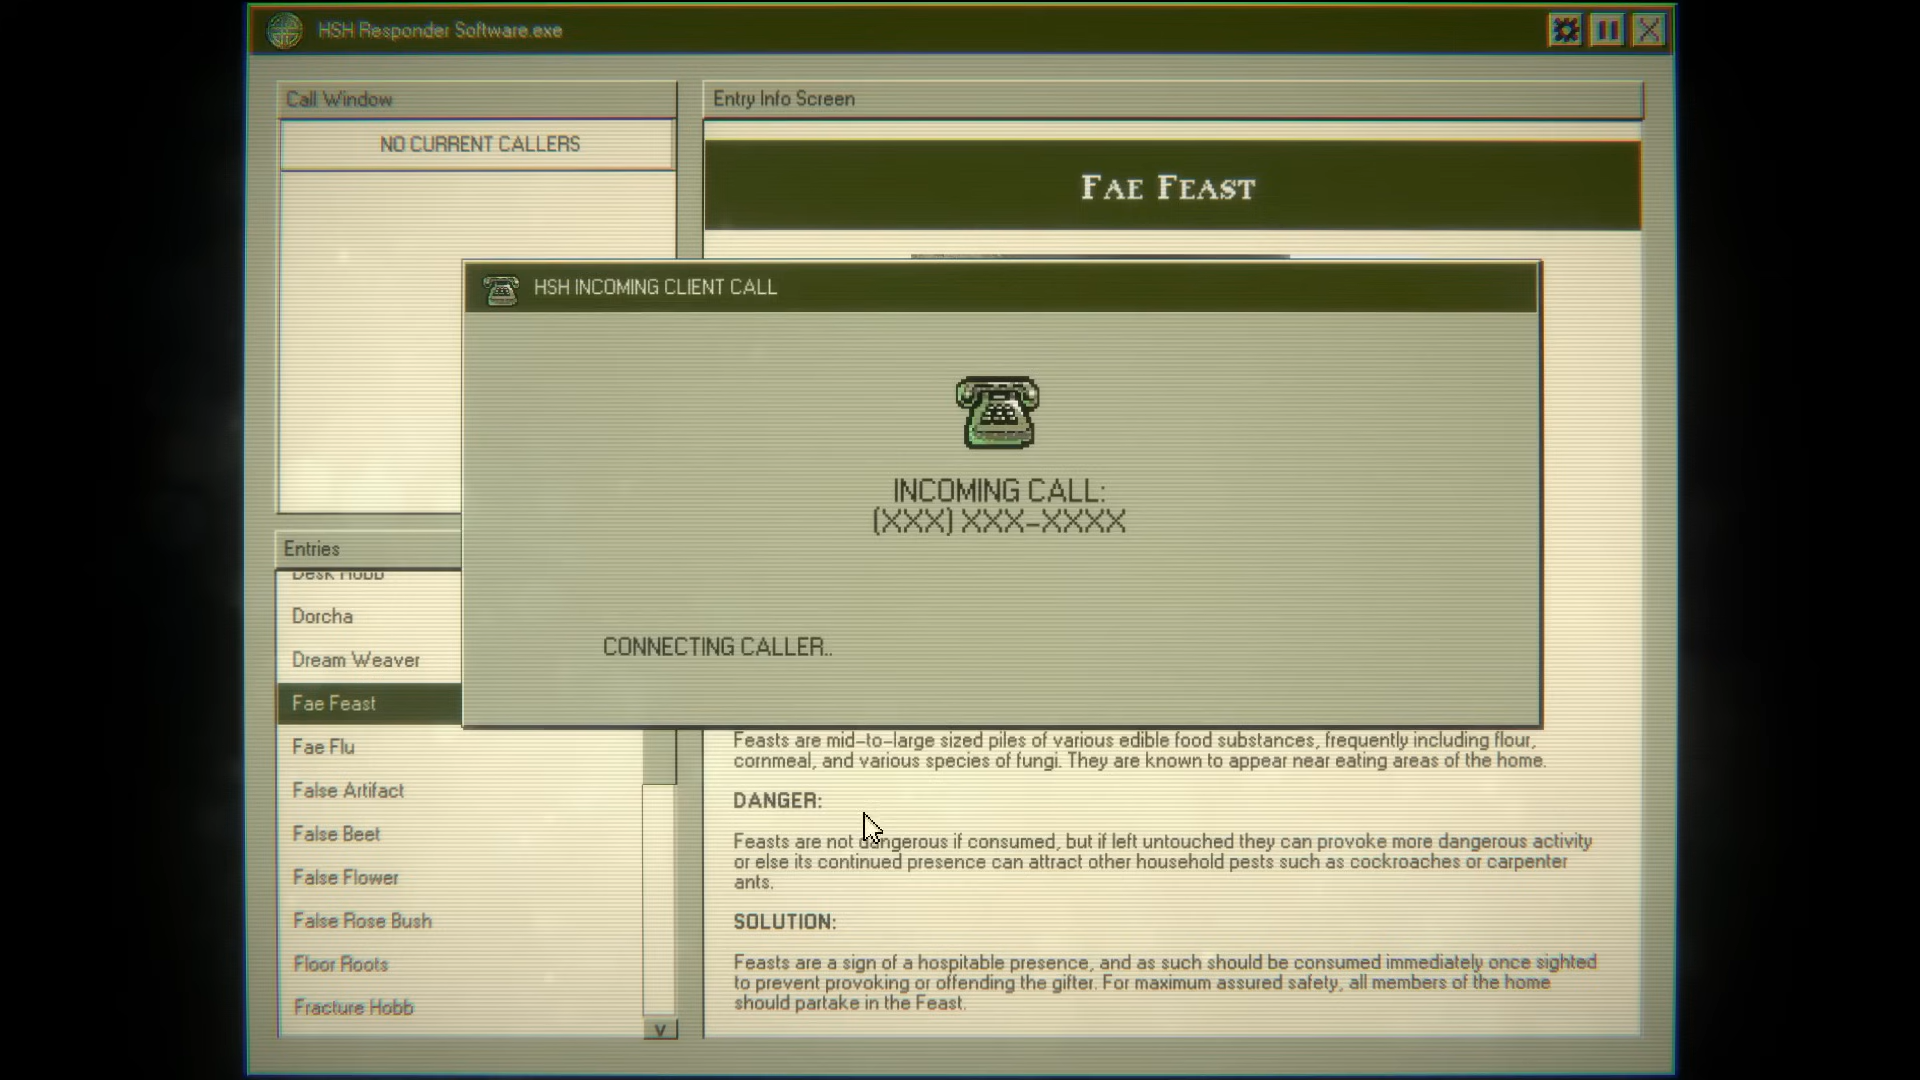 HSH Responder Software.exe
Call Window
NO CURRENT CALLERS
Entry Info Screen
FAE FEAST
HSH INCOMING CLIENT CALL
INCOMING CALL:
(XXX) XXX-XXXX
CONNECTING CALLER..
Entries
Desk Hobb
Dorcha
Dream Weaver
Fae Feast
Fae Flu
False Artifact
False Beet
False Flower
False Rose Bush
Floor Roots
Fracture Hobb
V
Feasts are mid-to-large sized piles of various edible food substances, frequently including flour,
cornmeal, and various species of fungi. They are known to appear near eating areas of the home.
DANGER:
Feasts are not dangerous if consumed, but if left untouched they can provoke more dangerous activity
or else its continued presence can attract other household pests such as cockroaches or carpenter
ants.
SOLUTION:
Feasts are a sign of a hospitable presence, and as such should be consumed immediately once sighted
to prevent provoking or offending the gifter. For maximum assured safety, all members of the home
should partake in the Feast.